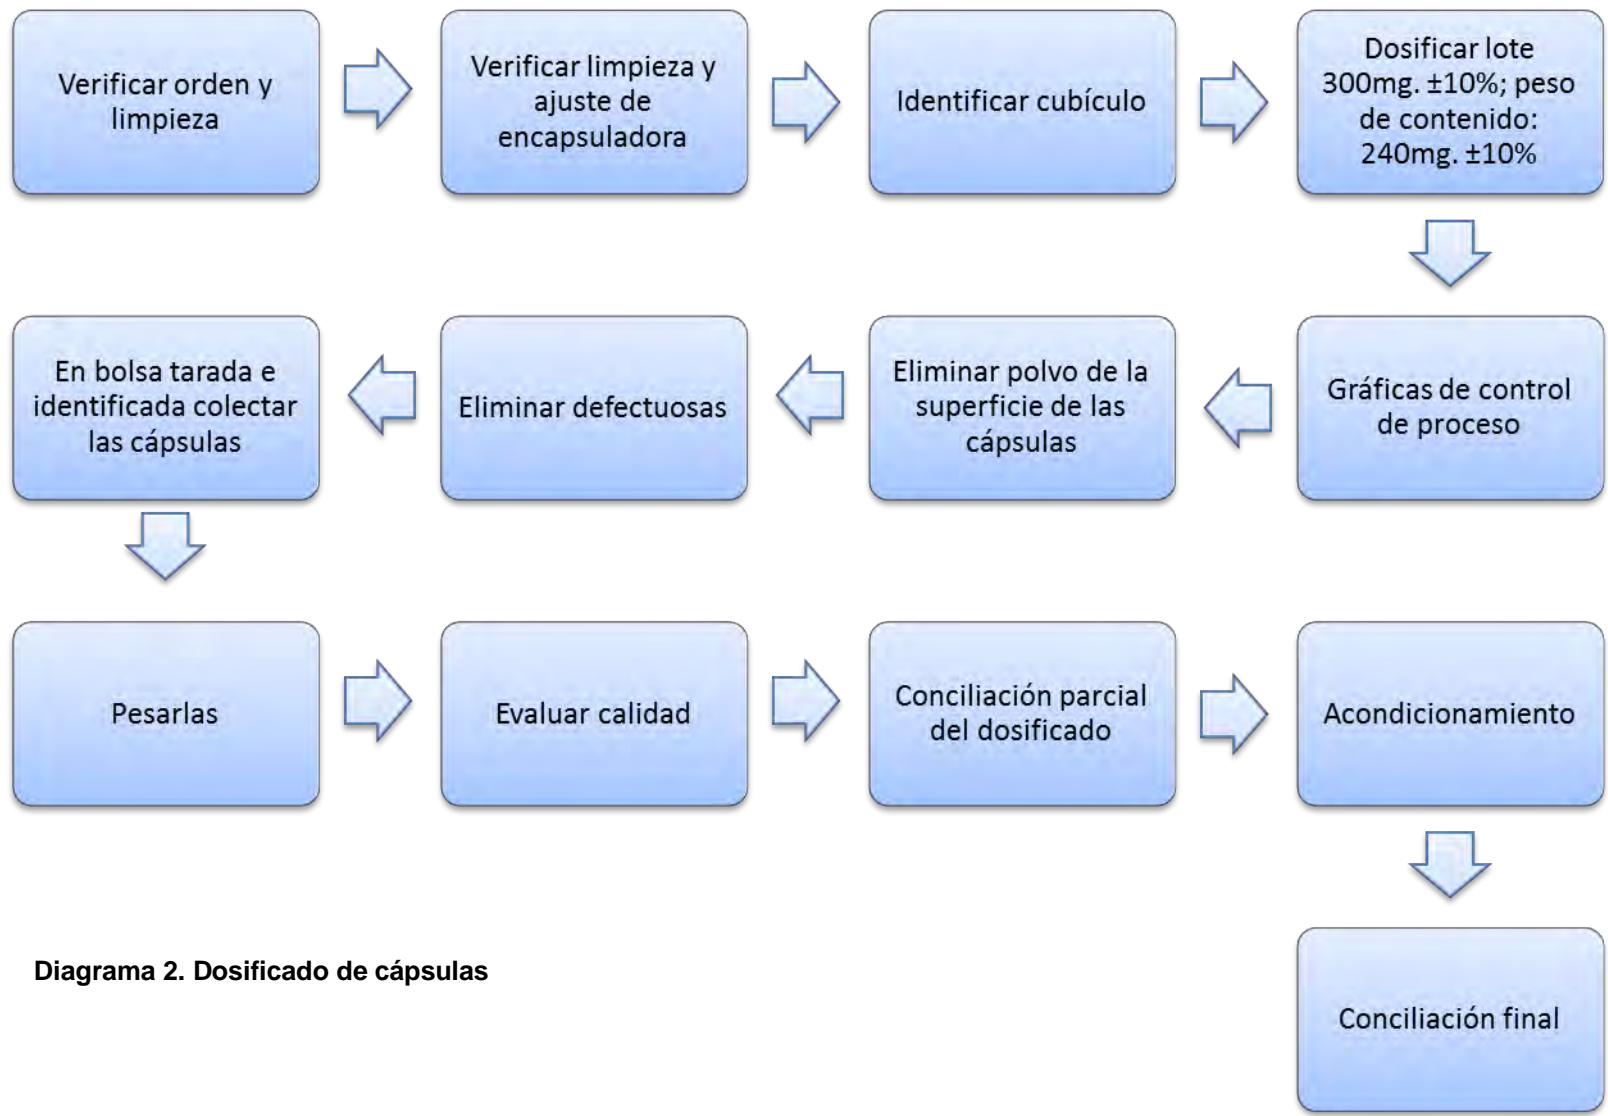 Verificar orden y
limpieza
Verificar limpieza y
ajuste de
encapsuladora
Identificar cubículo
Dosificar lote
300mg. ±10%; peso
de contenido:
240mg. ±10%
Gráficas de control
de proceso
Eliminar polvo de la
superficie de las
cápsulas
Eliminar defectuosas
En bolsa tarada e
identificada colectar
las cápsulas
Pesarlas
Evaluar calidad
Conciliación parcial
del dosificado
Acondicionamiento
Conciliación final
Diagrama 2. Dosificado de cápsulas